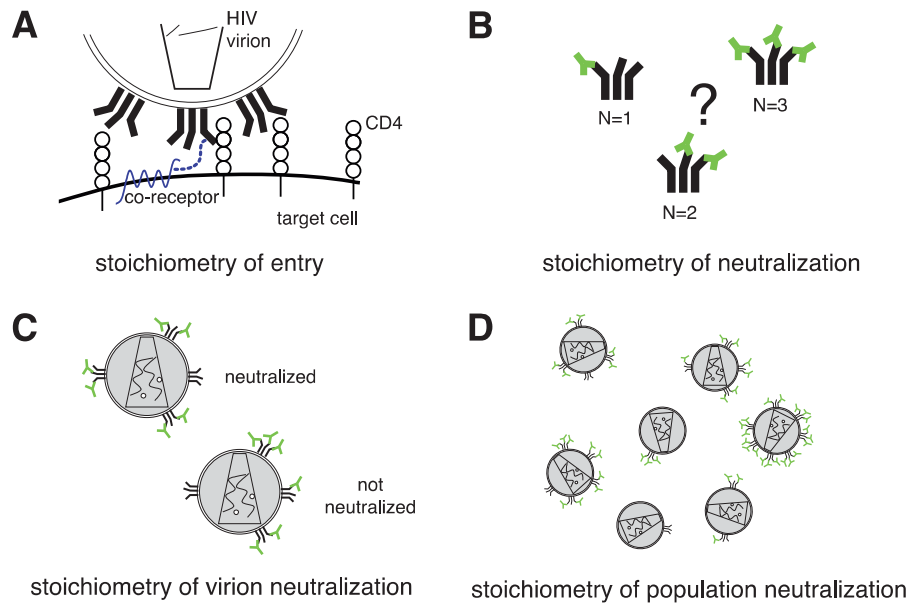 A
HIV
virion
CD4
co-receptor
target cell
stoichiometry of entry
B
N=1
?
N=3
N=2
stoichiometry of neutralization
C
neutralized
not
neutralized
stoichiometry of virion neutralization
D
stoichiometry of population neutralization